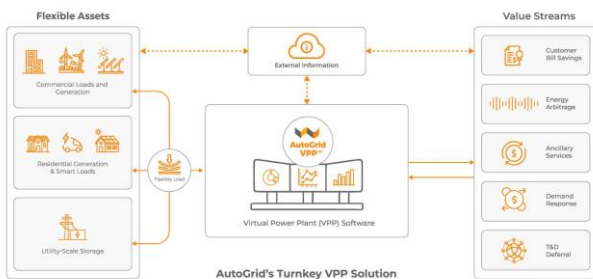 Flexible Assets
Commercial Loads and
Generation
Residential Generation
& Smart Loads
Utility-Scale Storage
Flexible Load
External Information
AutoGrid
VPP™
Virtual Power Plant (VPP) Software
AutoGrid's Turnkey VPP Solution
Value Streams
Customer
Bill Savings
Energy
Arbitrage
Ancillary
Services
Demand
Response
T&D
Deferral